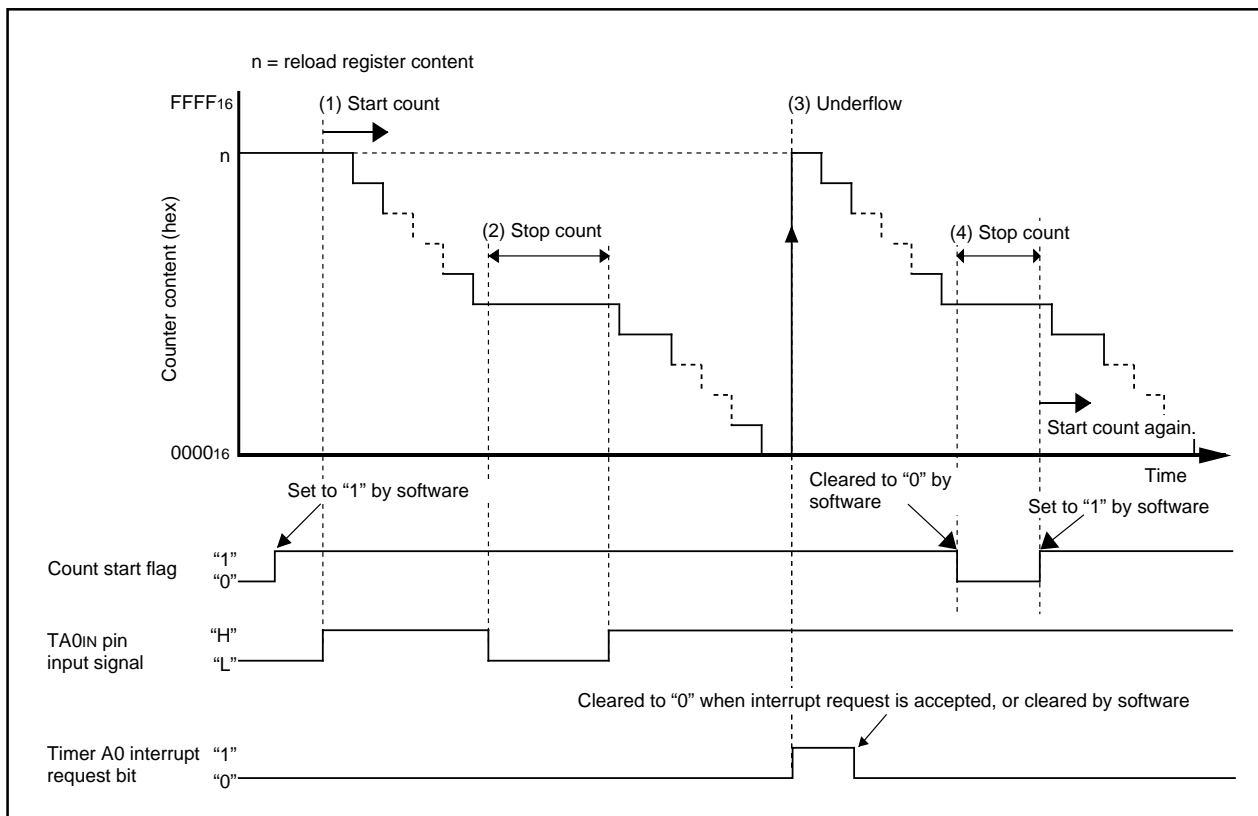 n = reload register content
FFFF16
(1) Start count
(3) Underflow
n
(2) Stop count
(4) Stop count
Counter content (hex)
Start count again.
000016
Time
Set to “1” by software
Cleared to “0” by
software
Set to “1” by software
Count start flag
“1”
“0”
TA0IN pin
input signal
“H”
“L”
Cleared to “0” when interrupt request is accepted, or cleared by software
Timer A0 interrupt
request bit
“1”
“0”